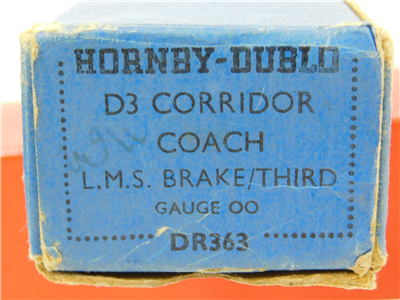 HORNBY-DUBLO
D3 CORRIDOR
COACH
L.M.S. BRAKE/THIRD
GAUGE OO
DR363